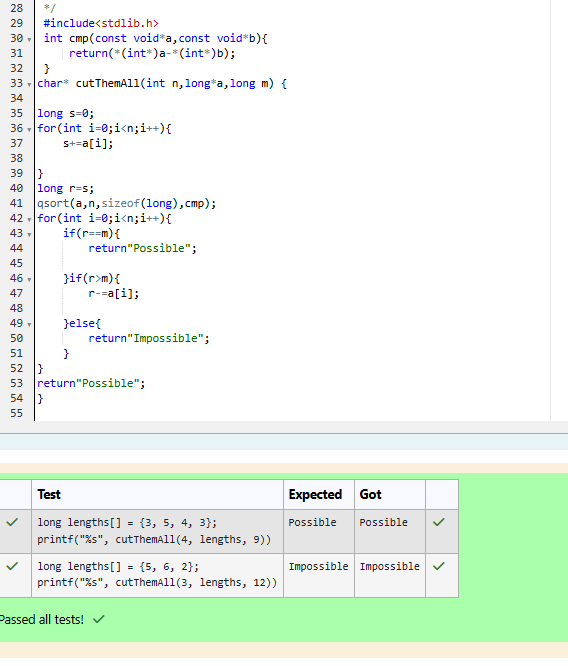 28 */
29 #include<stdlib.h>
30 int cmp(const void*a,const void*b){
31 return(*(int*)a-*(int*)b);
32 }
33 char* cutThemAll(int n,long*a,long m) {
34
35 long s=0;
36 for(int i=0;i<n;i++){
37 s+=a[i];
38
39 }
40 long r=s;
41 qsort(a,n,sizeof(long),cmp);
42 for(int i=0;i<n;i++){
43 if(r==m){
44 return"Possible";
45
46 }if(r>m){
47 r-=a[i];
48
49 }else{
50 return"Impossible";
51 }
52 }
53 return"Possible";
54 }
55
Test Expected Got
long lengths[] = {3, 5, 4, 3}; Possible Possible
printf("%s", cutThemAll(4, lengths, 9))
long lengths[] = {5, 6, 2}; Impossible Impossible
printf("%s", cutThemAll(3, lengths, 12))
Passed all tests!